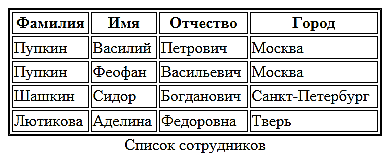 Фамилия Имя Отчество Город
Пупкин Василий Петрович Москва
Пупкин Феофан Васильевич Москва
Шашкин Сидор Богданович Санкт-Петербург
Лютикова Аделина Федоровна Тверь
Список сотрудников